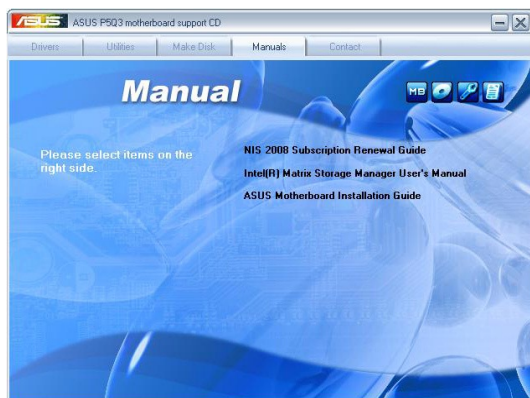 ASUS ASUS P5Q3 motherboard support CD
Drivers Utilities Make Disk Manuals Contact
Manual
MB
Please select items on the
right side.
NIS 2008 Subscription Renewal Guide
Intel(R) Matrix Storage Manager User's Manual
ASUS Motherboard Installation Guide